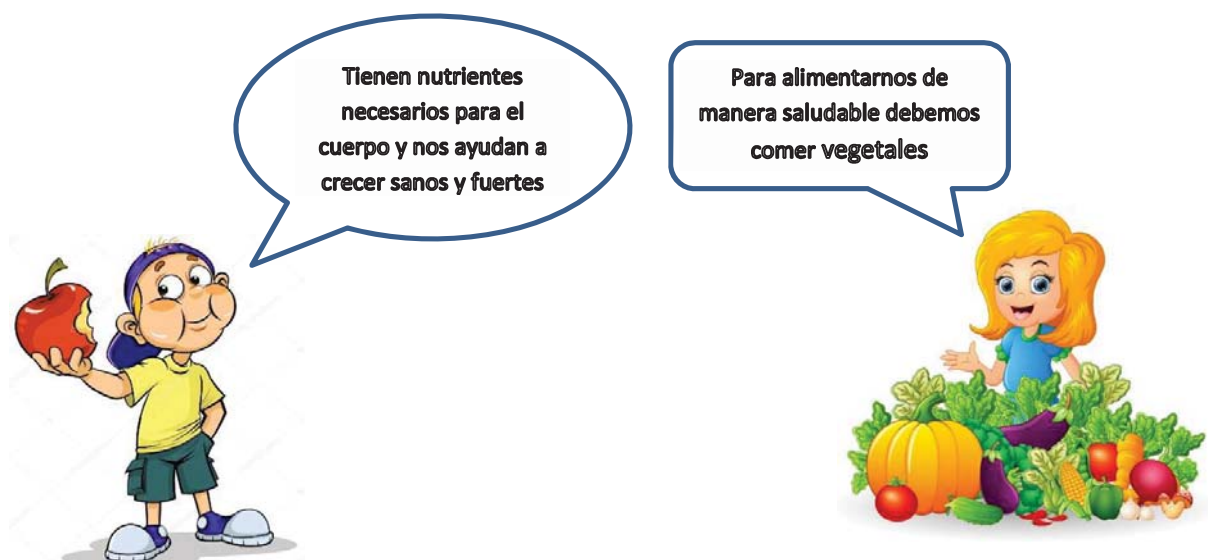 Tienen nutrientes
necesarios para el
cuerpo y nos ayudan a
crecer sanos y fuertes
Para alimentarnos de
manera saludable debemos
comer vegetales